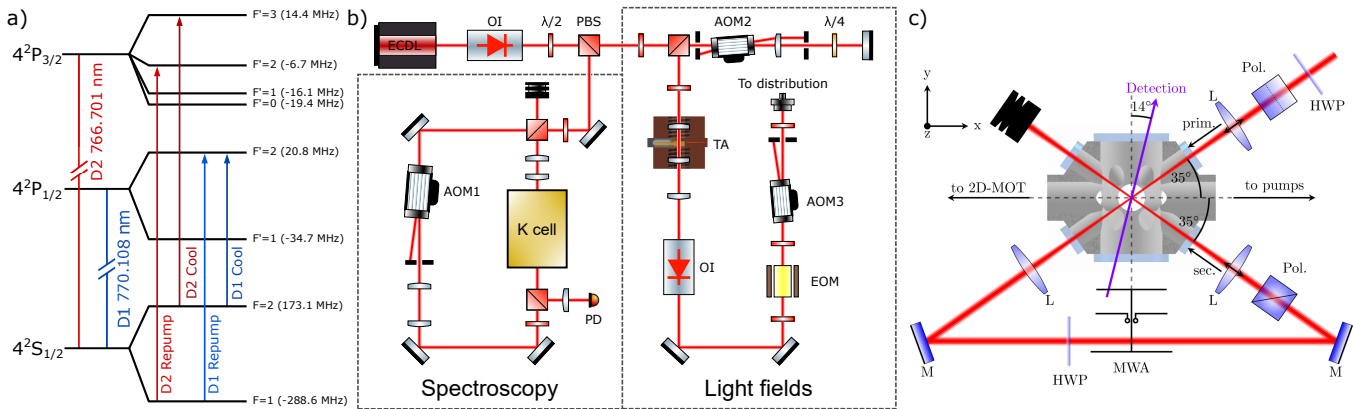 a)
F'=3 (14.4 MHz)
4²P3/2
F'=2 (-6.7 MHz)
F'=1 (-16.1 MHz)
F'=0 (-19.4 MHz)
D2 766.701 nm
F'=2 (20.8 MHz)
4²P1/2
F'=1 (-34.7 MHz)
D1 770.108 nm
D2 Cool
D1 Cool
F=2 (173.1 MHz)
4²S1/2
D2 Repump
D1 Repump
F=1 (-288.6 MHz)
b)
ECDL
OI
λ/2
PBS
AOM2
λ/4
To distribution
TA
AOM1
K cell
AOM3
OI
EOM
PD
Spectroscopy
Light fields
c)
y
z
x
Detection
14°
Pol.
L
HWP
prim.
35°
to 2D-MOT
to pumps
35°
sec.
Pol.
L
L
M
HWP
MWA
M